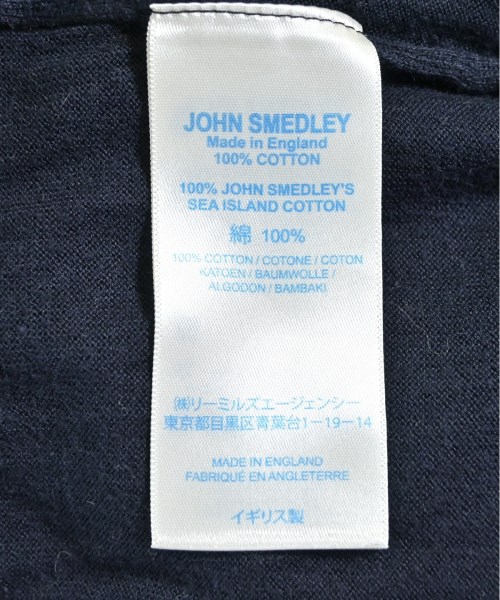 JOHN SMEDLEY
Made in England
100% COTTON
100% JOHN SMEDLEY'S
SEA ISLAND COTTON
綿 100%
100% COTTON / COTONE / COTON
KATOEN / BAUMWOLLE /
ALGODON / BAMBAKI
㈱リーミルズエージェンシー
東京都目黒区青葉台1-19-14
MADE IN ENGLAND
FABRIQUÉ EN ANGLETERRE
イギリス製